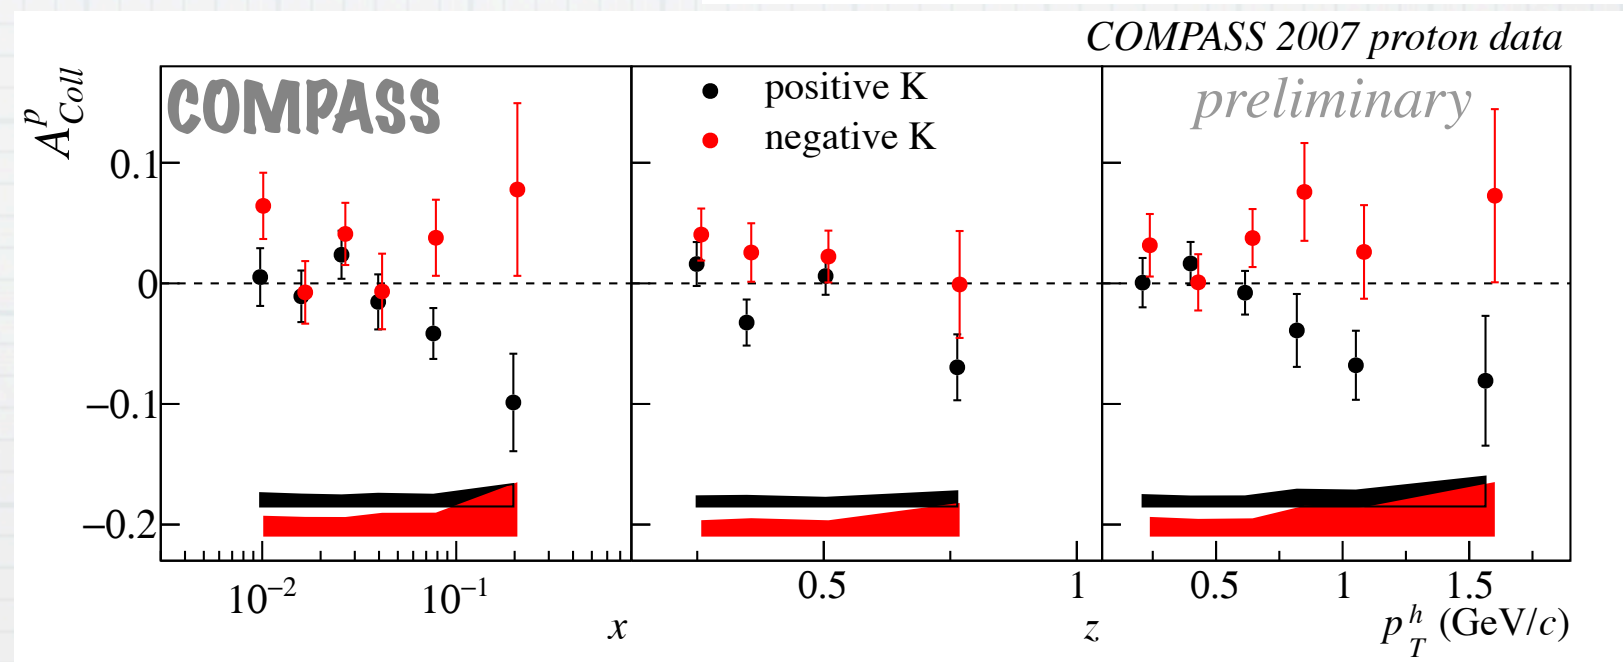 COMPASS 2007 proton data
A^p_Coll
COMPASS
positive K
negative K
preliminary
0.1
0
−0.1
−0.2
10⁻² 10⁻¹ 0.5 1 0.5 1 1.5
x z p_T^h (GeV/c)